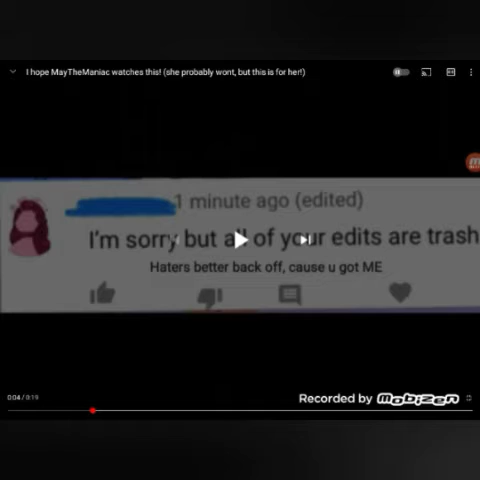 I hope MayTheManiac watches this! (she probably wont, but this is for her!)
1 minute ago (edited)
I'm sorry but all of your edits are trash
Haters better back off, cause u got ME
0:04 / 0:19
Recorded by Mobizen